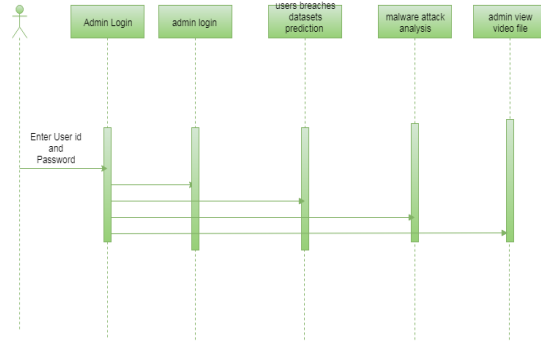 Admin Login
admin login
users breaches
datasets
prediction
malware attack
analysis
admin view
video file
Enter User id
and
Password